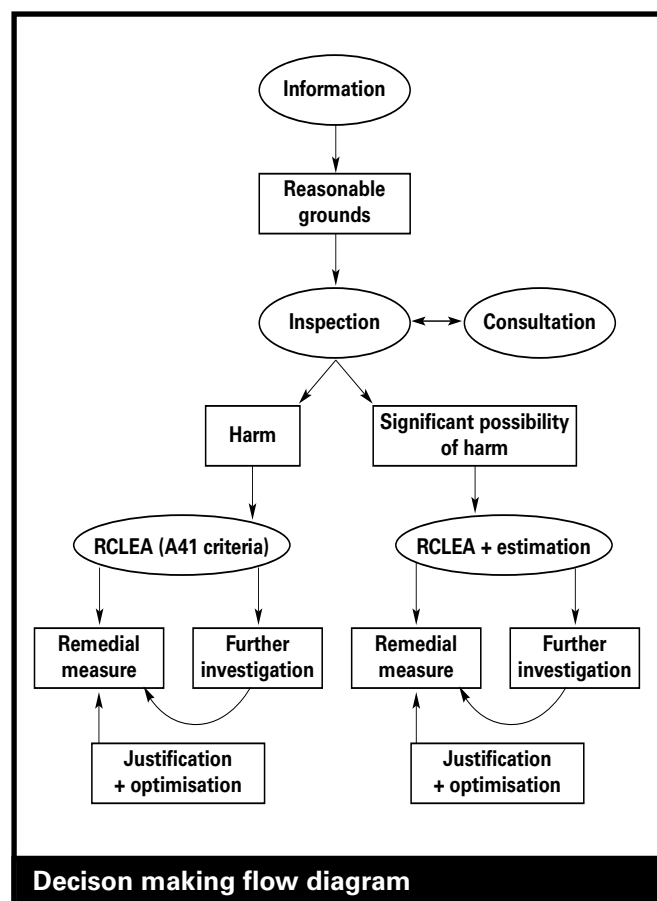 Information
Reasonable
grounds
Inspection
Consultation
Harm
Significant possibility
of harm
RCLEA (A41 criteria)
RCLEA + estimation
Remedial
measure
Further
investigation
Remedial
measure
Further
investigation
Justification
+ optimisation
Justification
+ optimisation
Decison making flow diagram